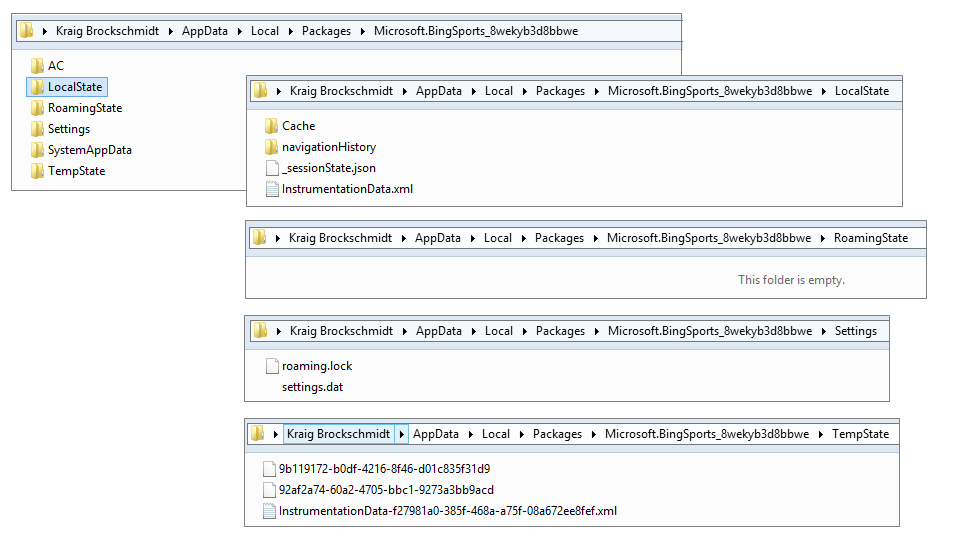 Kraig Brockschmidt AppData Local Packages Microsoft.BingSports_8wekyb3d8bbwe
AC
LocalState
RoamingState
Settings
SystemAppData
TempState
Kraig Brockschmidt AppData Local Packages Microsoft.BingSports_8wekyb3d8bbwe LocalState
Cache
navigationHistory
_sessionState.json
InstrumentationData.xml
Kraig Brockschmidt AppData Local Packages Microsoft.BingSports_8wekyb3d8bbwe RoamingState
This folder is empty.
Kraig Brockschmidt AppData Local Packages Microsoft.BingSports_8wekyb3d8bbwe Settings
roaming.lock
settings.dat
Kraig Brockschmidt AppData Local Packages Microsoft.BingSports_8wekyb3d8bbwe TempState
9b119172-b0df-4216-8f46-d01c835f31d9
92af2a74-60a2-4705-bbc1-9273a3bb9acd
InstrumentationData-f27981a0-385f-468a-a75f-08a672ee8fef.xml